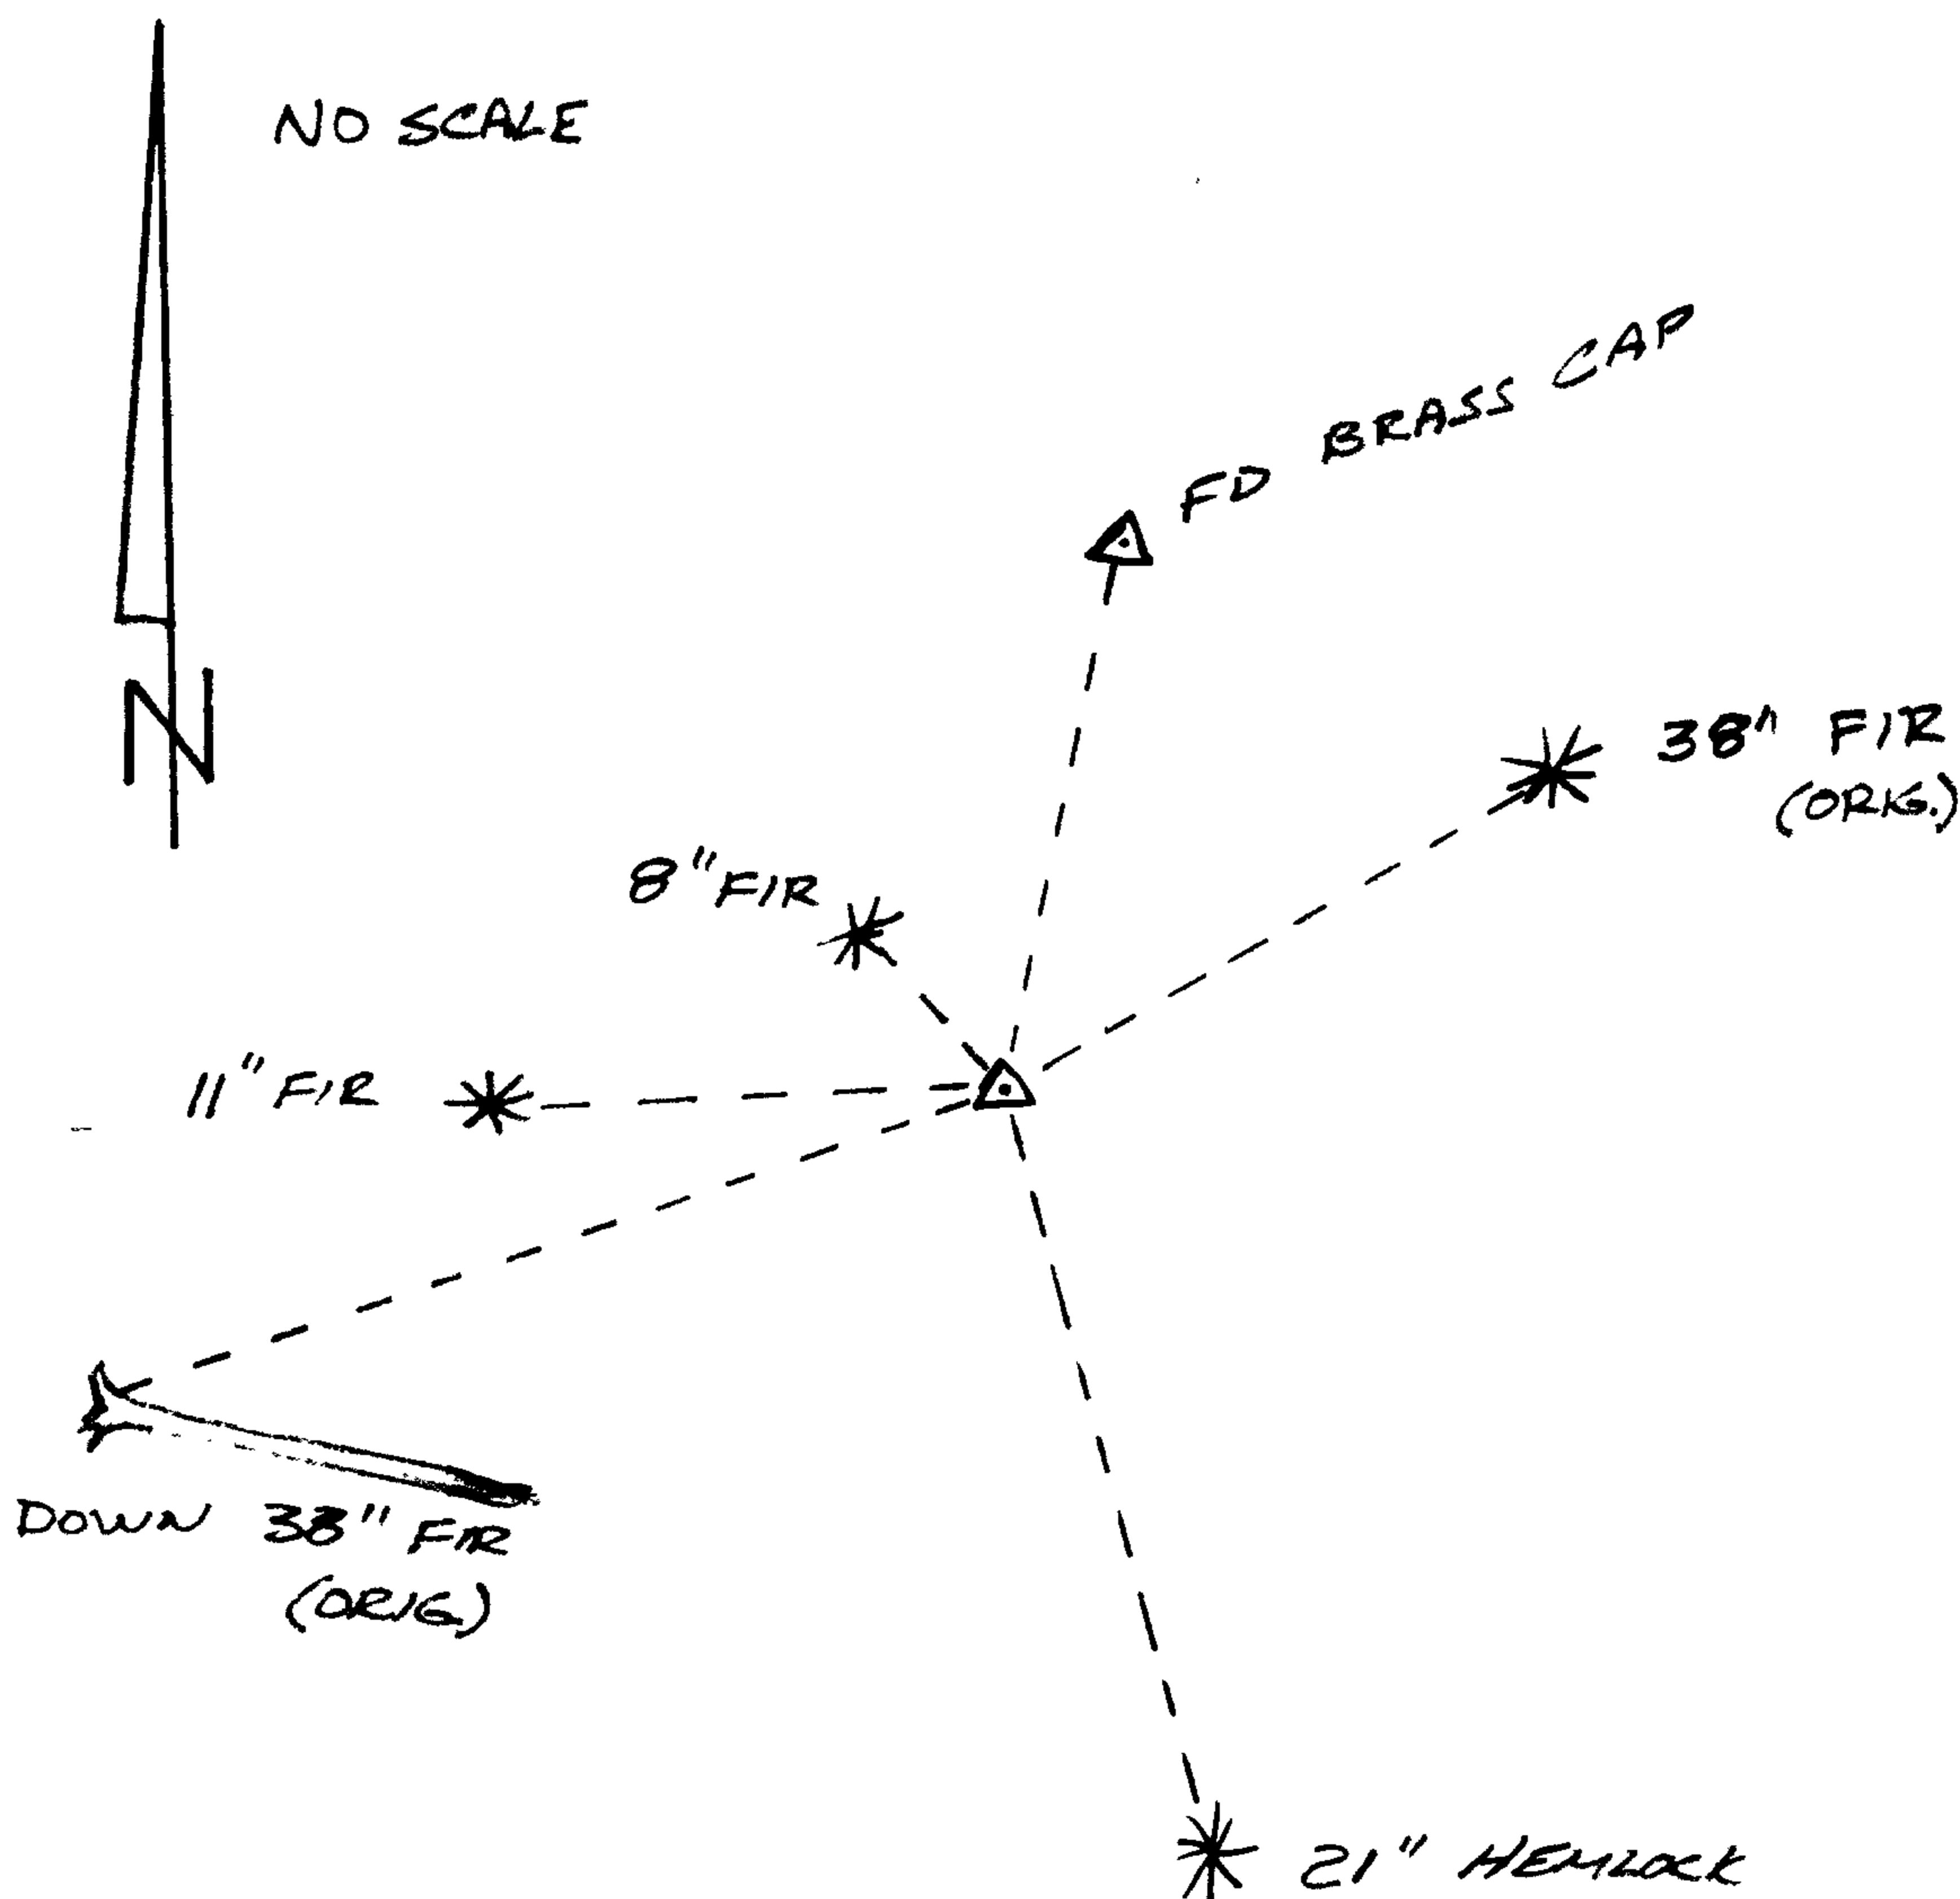 NO SCALE
FD BRASS CAP
N
38" FIR
(ORIG.)
8" FIR
11" FIR
DOWN 38" FIR
(ORIG)
21" HEMLOCK